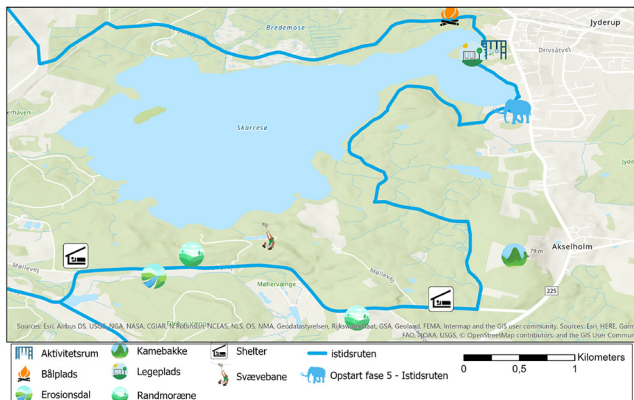 Bredemose
Jyderup
Drivsåtvej
Skarresø
79 m
Akselholm
225
Møllevej
Møllevej
Møllervænge
Sources: Esri, Airbus DS, USGS, NGA, NASA, CGIAR, N Robinson, NCEAS, NLS, OS, NMA, Geodatastyrelsen, Rijkswaterstaat, GSA, Geoland, FEMA, Intermap and the GIS user community, Sources: Esri, HERE, Garm
FAO, NOAA, USGS, © OpenStreetMap contributors, and the GIS User Commun
Aktivitetsrum
Kamebakke
Shelter
istidsruten
Kilometers
0 0,5 1
Bålplads
Legeplads
Svævebane
Opstart fase 5 - Istidsruten
Erosionsdal
Randmoræne